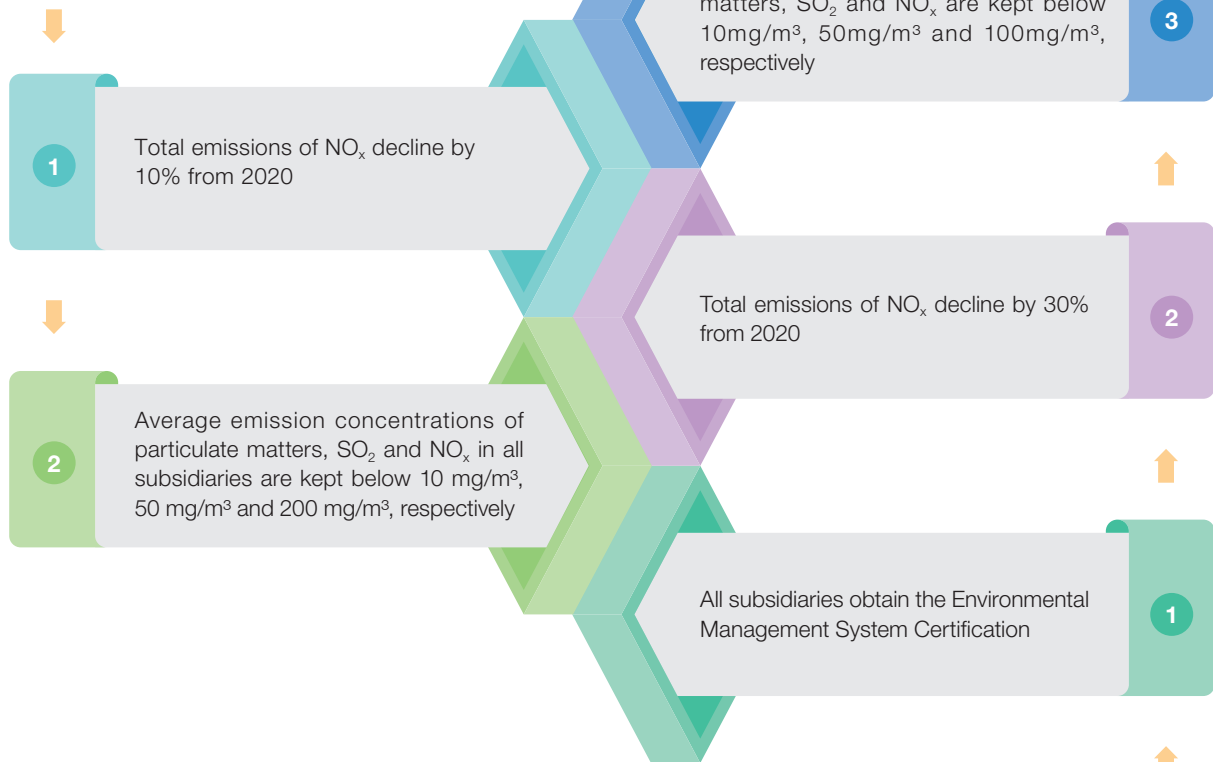 matters, SO₂ and NOₓ are kept below
10mg/m³, 50mg/m³ and 100mg/m³,
respectively
3
1
Total emissions of NOₓ decline by
10% from 2020
Total emissions of NOₓ decline by 30%
from 2020
2
2
Average emission concentrations of
particulate matters, SO₂ and NOₓ in all
subsidiaries are kept below 10 mg/m³,
50 mg/m³ and 200 mg/m³, respectively
All subsidiaries obtain the Environmental
Management System Certification
1